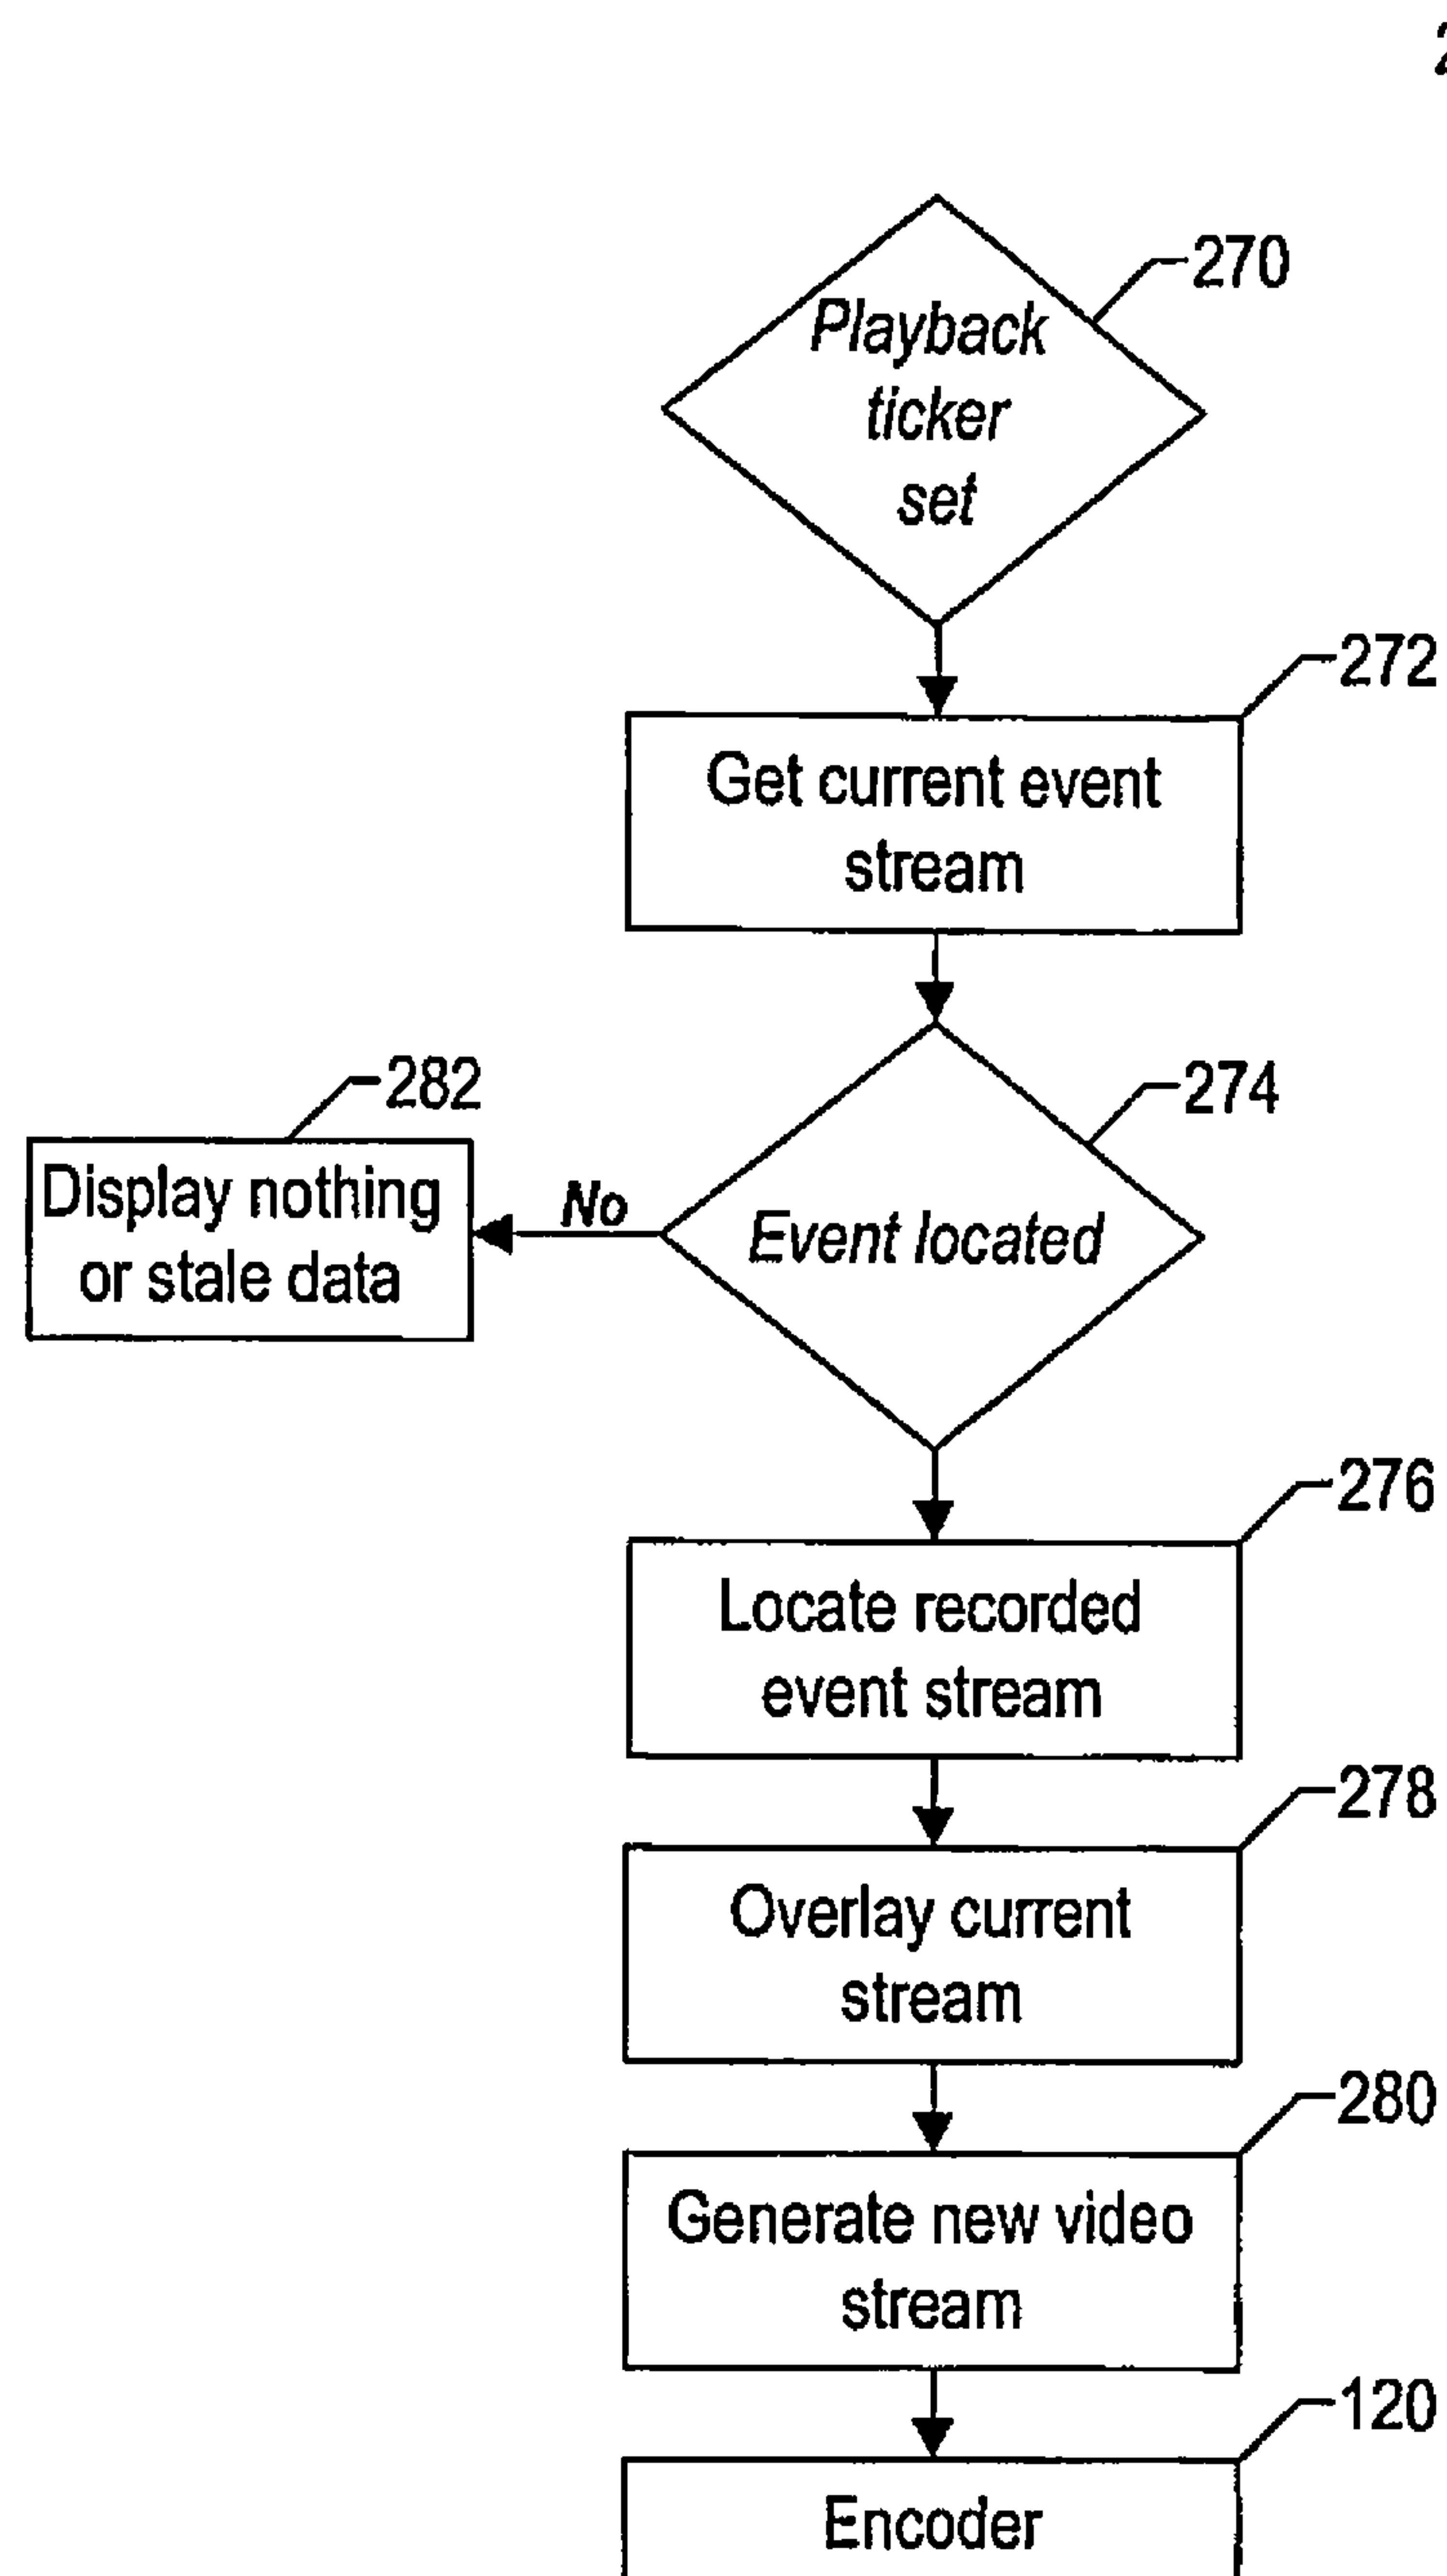 270
Playback
ticker
set
272
Get current event
stream
282
274
Display nothing
or stale data
No
Event located
276
Locate recorded
event stream
278
Overlay current
stream
280
Generate new video
stream
120
Encoder